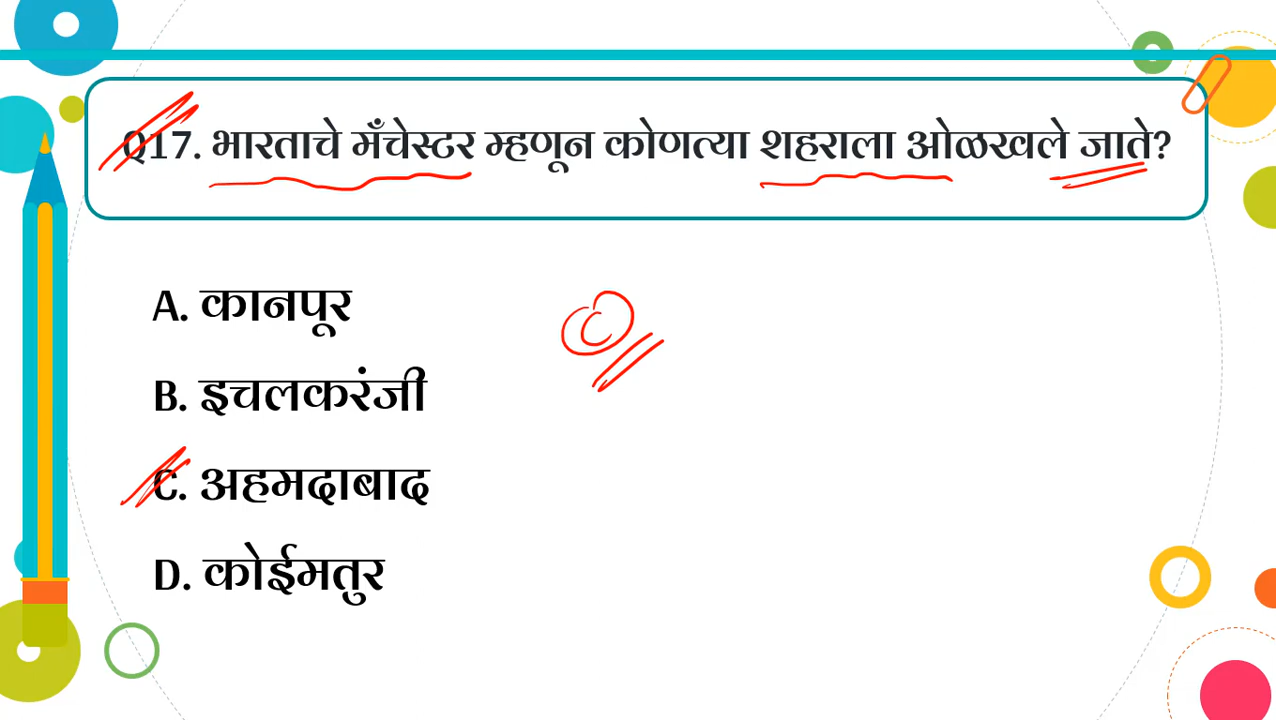 Q17. भारताचे मँचेस्टर म्हणून कोणत्या शहराला ओळखले जाते?
A. कानपूर
C
B. इचलकरंजी
C. अहमदाबाद
D. कोईमतुर